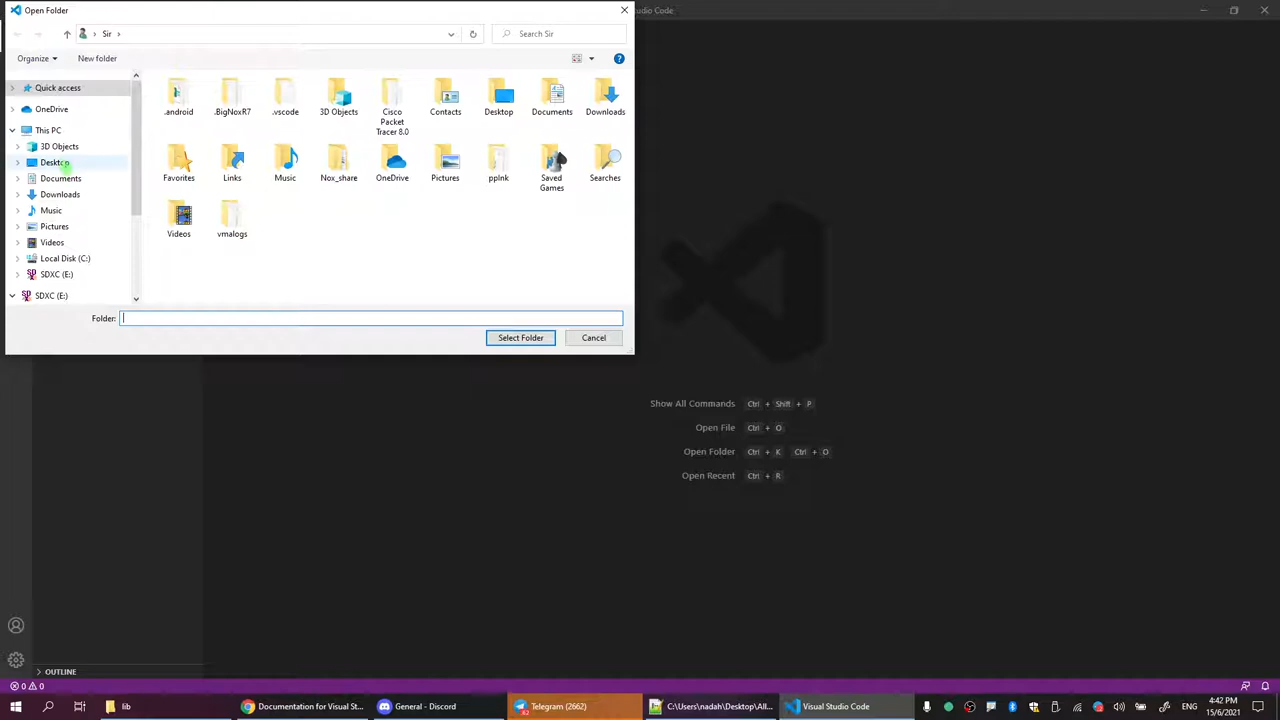 Open Folder
Visual Studio Code
Sir
Search Sir
Organize
New folder
Quick access
OneDrive
This PC
3D Objects
Desktop
Documents
Downloads
Music
Pictures
Videos
Local Disk (C:)
SDXC (E:)
SDXC (E:)
.android
.BigNoxR7
.vscode
3D Objects
Cisco
Packet
Tracer 8.0
Contacts
Desktop
Documents
Downloads
Favorites
Links
Music
Nox_share
OneDrive
Pictures
pplnk
Saved
Games
Searches
Videos
vmalogs
Folder:
Select Folder
Cancel
Show All Commands Ctrl + Shift + P
Open File Ctrl + O
Open Folder Ctrl + K Ctrl + O
Open Recent Ctrl + R
OUTLINE
0 0
lib
Documentation for Visual St...
General - Discord
Telegram (2662)
C:\Users\nadah\Desktop\All...
Visual Studio Code
4:42 PM
15/6/2021